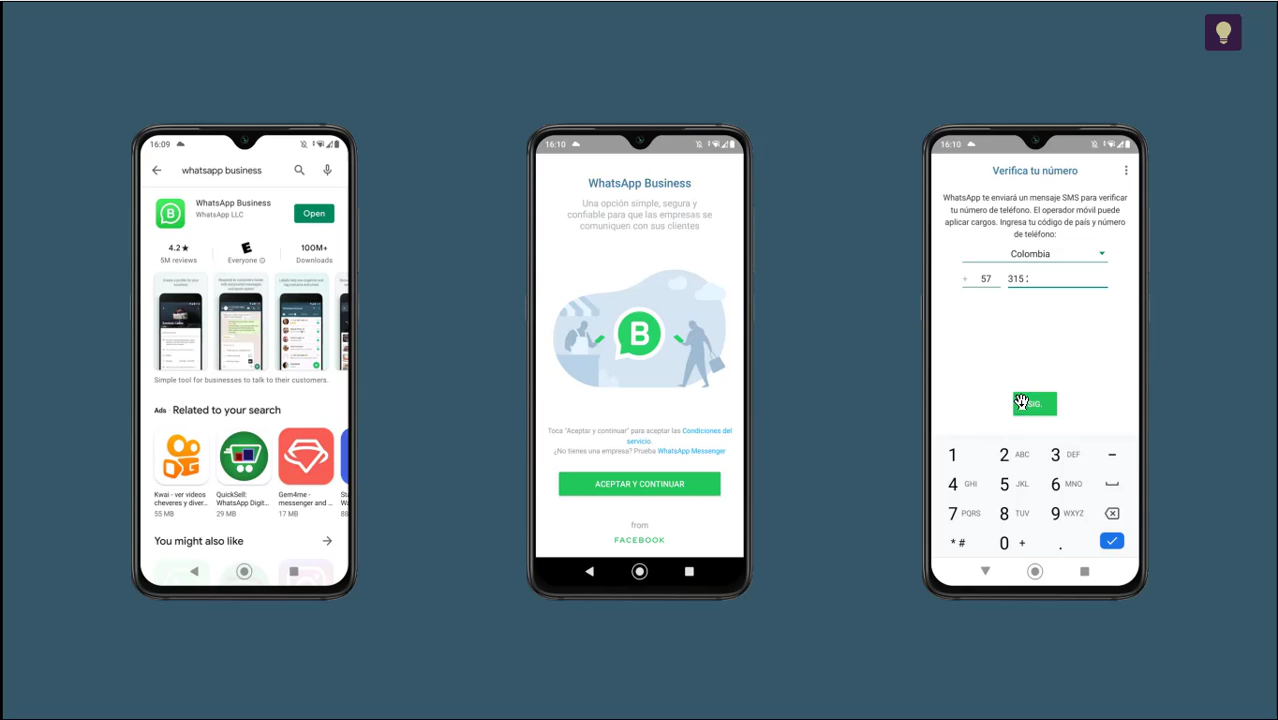 16:09
whatsapp business
WhatsApp Business
WhatsApp LLC
Open
4.2★
5M reviews
E
Everyone
100M+
Downloads
Simple tool for businesses to talk to their customers.
Ads · Related to your search
Kwai - ver videos
cheveres y diver...
55 MB
QuickSell:
WhatsApp Digit...
29 MB
Gem4me -
messenger and ...
17 MB
You might also like
16:10
WhatsApp Business
Una opción simple, segura y
confiable para que las empresas se
comuniquen con sus clientes
B
Toca "Aceptar y continuar" para aceptar las Condiciones del
servicio.
¿No tienes una empresa? Prueba WhatsApp Messenger
ACEPTAR Y CONTINUAR
from
FACEBOOK
16:10
Verifica tu número
WhatsApp te enviará un mensaje SMS para verificar
tu número de teléfono. El operador móvil puede
aplicar cargos. Ingresa tu código de país y número
de teléfono:
Colombia
+ 57 315
SIG.
1 2 ABC 3 DEF –
4 GHI 5 JKL 6 MNO
7 PQRS 8 TUV 9 WXYZ
* # 0 + .